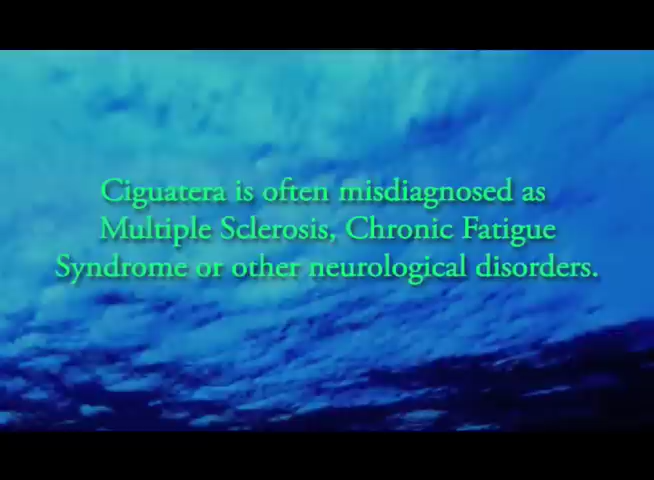 Ciguatera is often misdiagnosed as
Multiple Sclerosis, Chronic Fatigue
Syndrome or other neurological disorders.